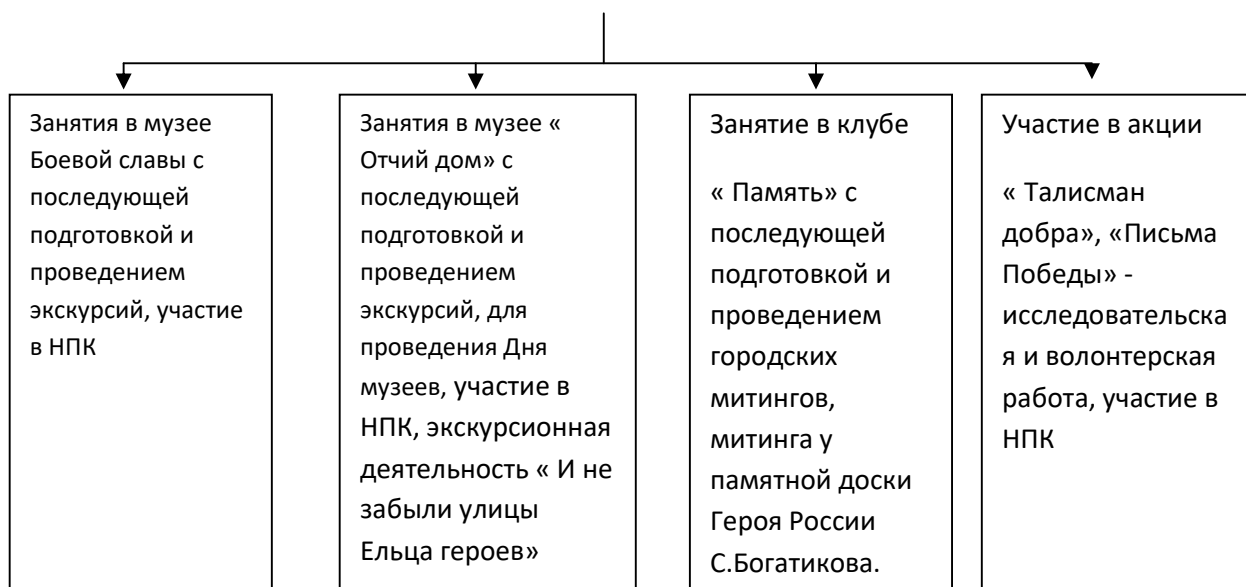 Занятия в музее
Боевой славы с
последующей
подготовкой и
проведением
экскурсий, участие
в НПК
Занятия в музее «
Отчий дом» с
последующей
подготовкой и
проведением
экскурсий, для
проведения Дня
музеев, участие в
НПК, экскурсионная
деятельность « И не
забыли улицы
Ельца героев»
Занятие в клубе
« Память» с
последующей
подготовкой и
проведением
городских
митингов,
митинга у
памятной доски
Героя России
С.Богатикова.
Участие в акции
« Талисман
добра», «Письма
Победы» -
исследовательска
я и волонтерская
работа, участие в
НПК